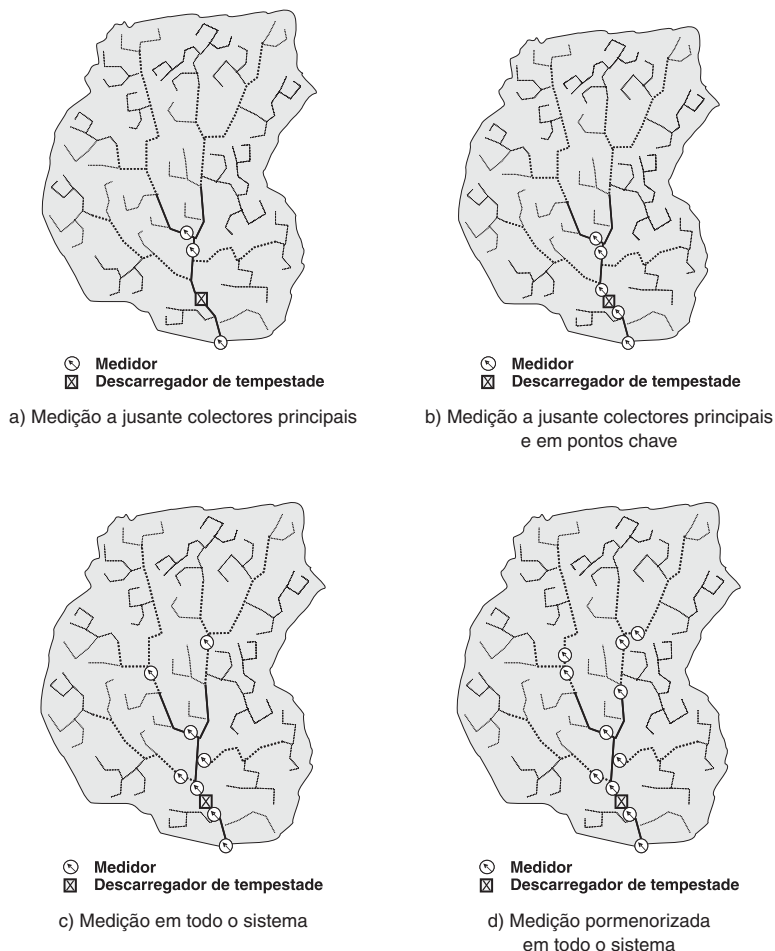 Medidor
Descarregador de tempestade
a) Medição a jusante colectores principais
Medidor
Descarregador de tempestade
b) Medição a jusante colectores principais
e em pontos chave
Medidor
Descarregador de tempestade
c) Medição em todo o sistema
Medidor
Descarregador de tempestade
d) Medição pormenorizada
em todo o sistema